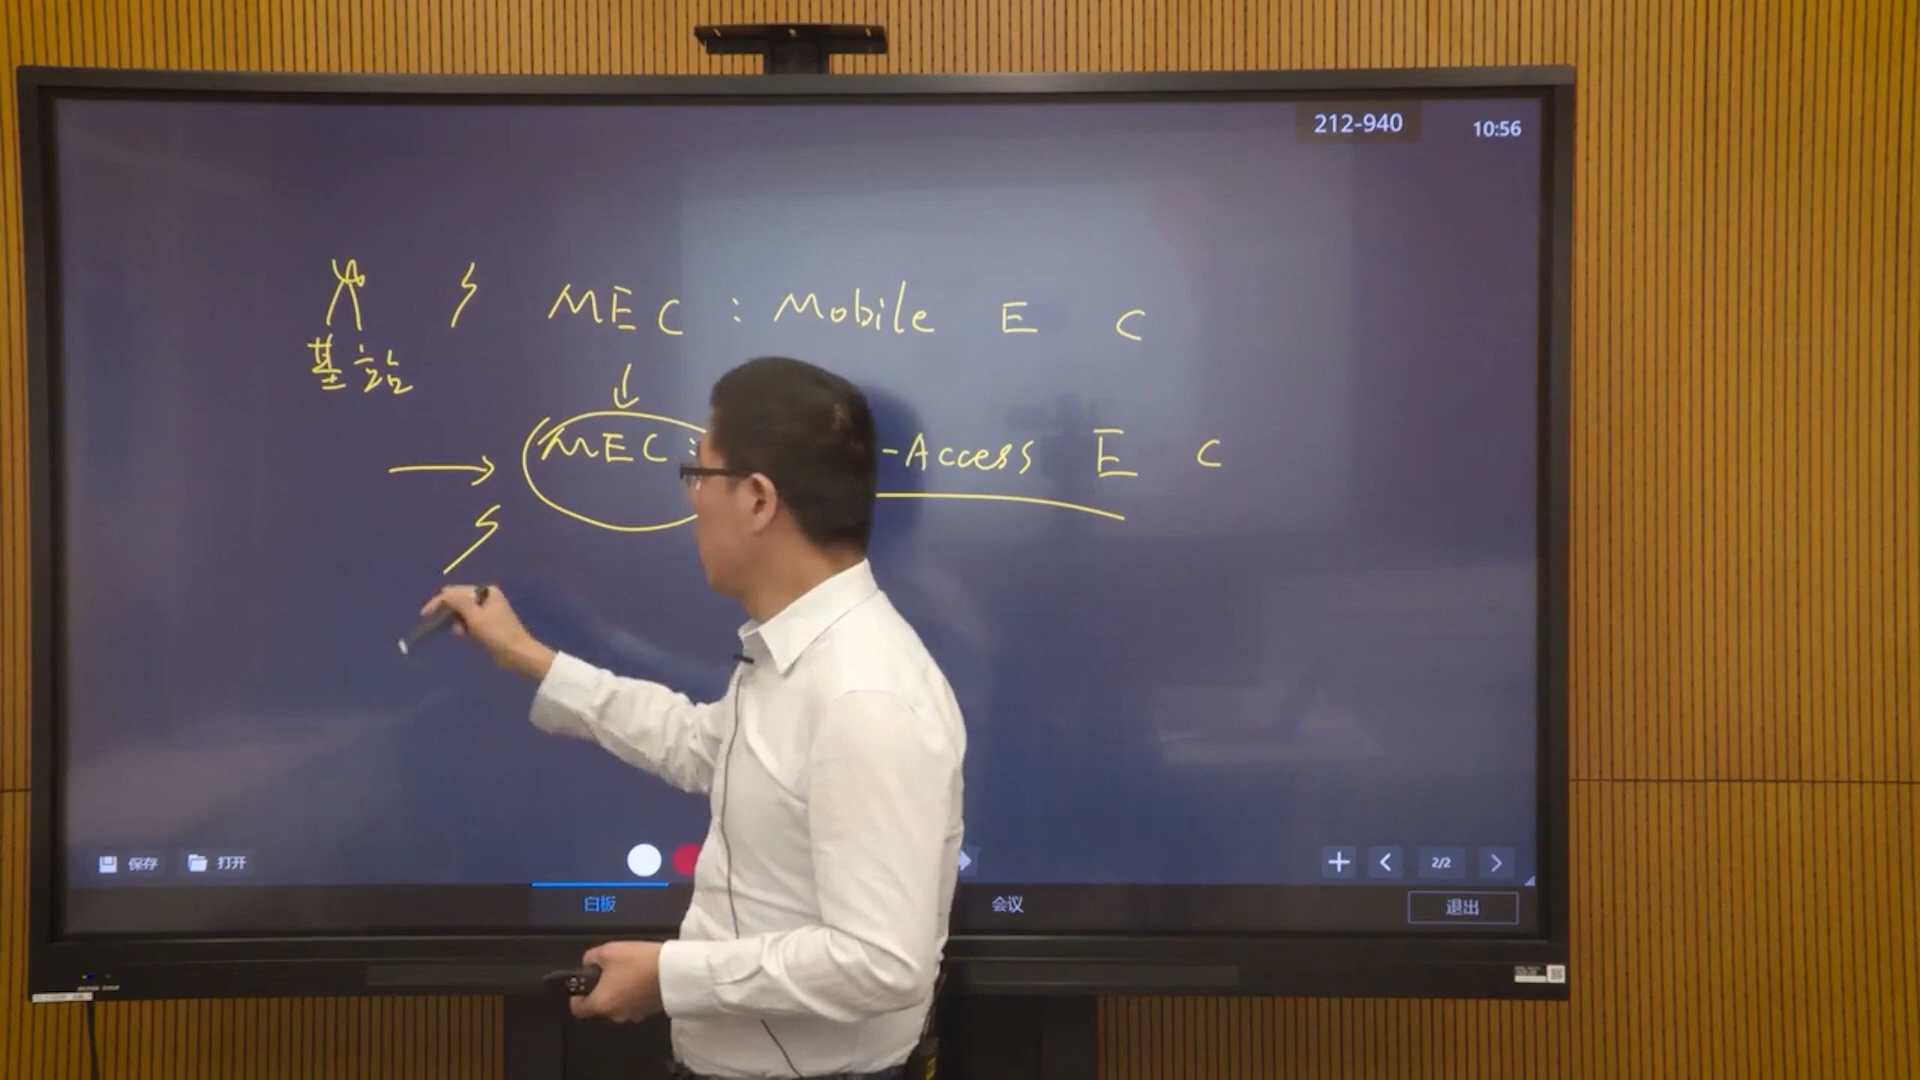 212-940
10:56
MEC : Mobile E C
基站
MEC : -Access E C
保存
打开
2/2
白板
会议
退出